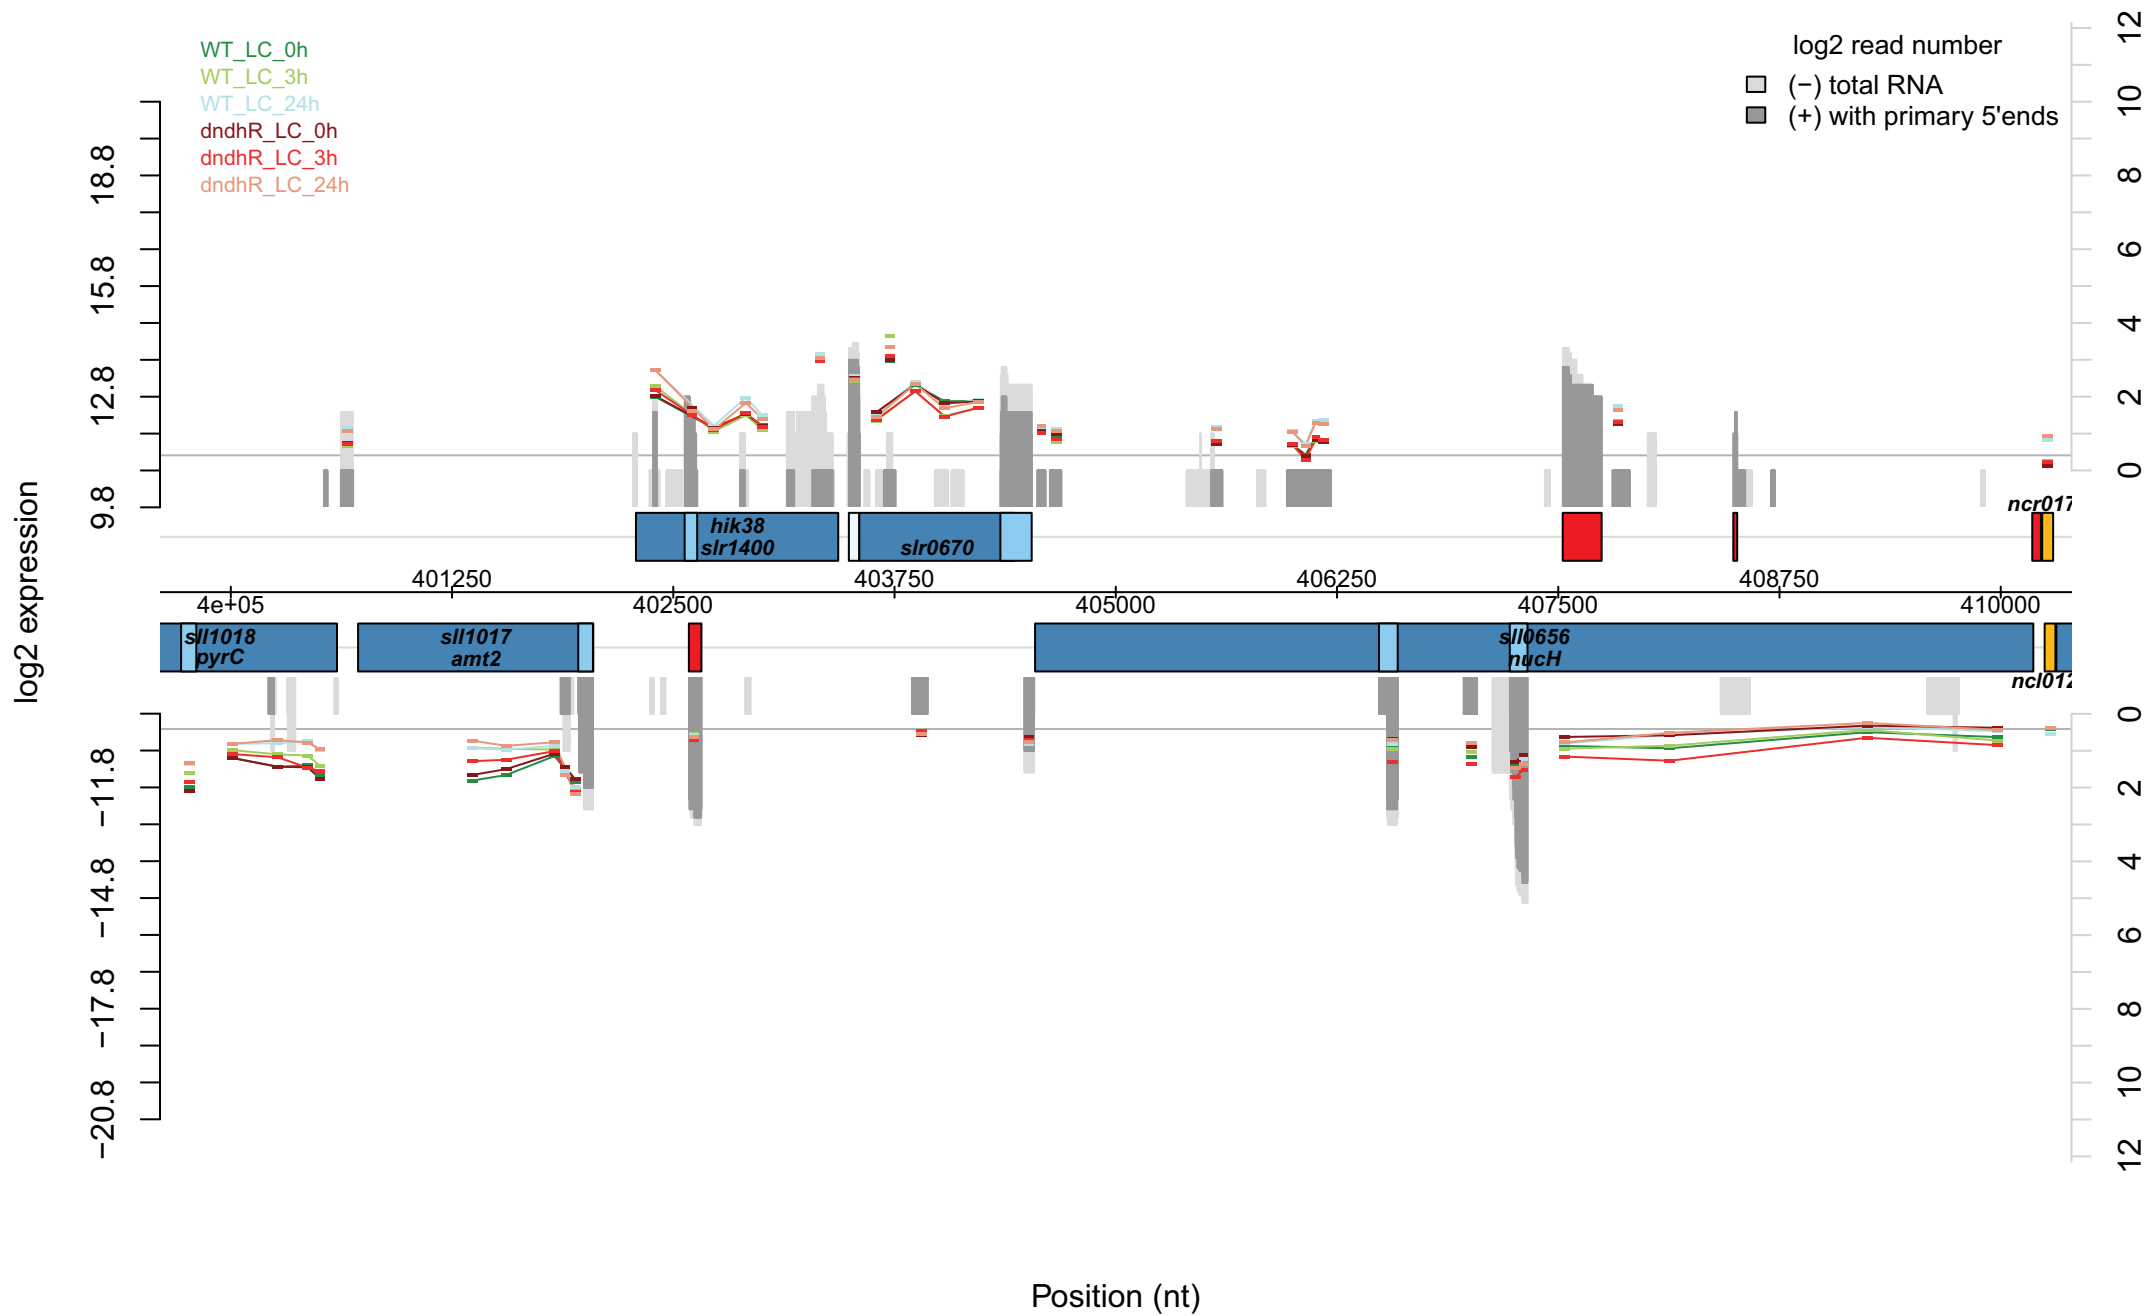 WT_LC_0h
WT_LC_3h
WT_LC_24h
dndhR_LC_0h
dndhR_LC_3h
dndhR_LC_24h
log2 read number
(−) total RNA
(+) with primary 5'ends
12
10
8
6
4
2
0
18.8
15.8
12.8
9.8
log2 expression
hik38
slr1400
slr0670
ncr017
401250
403750
406250
408750
4e+05
402500
405000
407500
410000
sll1018
pyrC
sll1017
amt2
sll0656
nucH
ncl012
−11.8
−14.8
−17.8
−20.8
0
2
4
6
8
10
12
Position (nt)